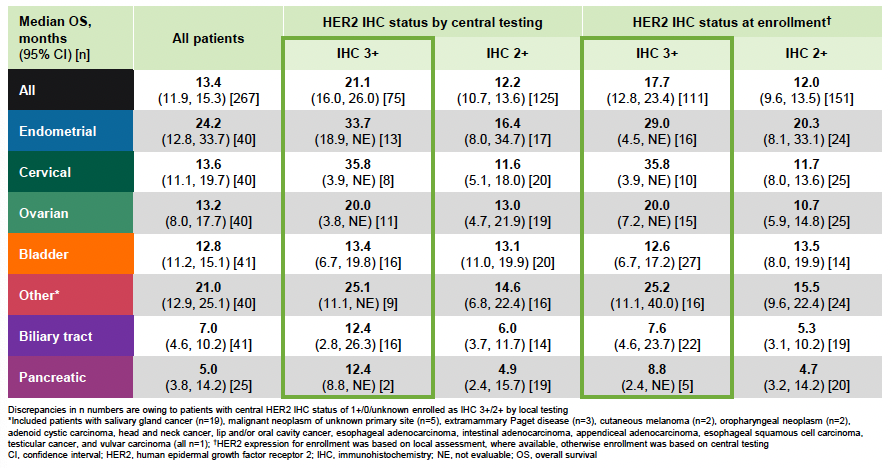 Median OS, months (95% CI) [n] All patients HER2 IHC status by central testing HER2 IHC status at enrollment†
IHC 3+ IHC 2+ IHC 3+ IHC 2+
All 13.4 (11.9, 15.3) [267] 21.1 (16.0, 26.0) [75] 12.2 (10.7, 13.6) [125] 17.7 (12.8, 23.4) [111] 12.0 (9.6, 13.5) [151]
Endometrial 24.2 (12.8, 33.7) [40] 33.7 (18.9, NE) [13] 16.4 (8.0, 34.7) [17] 29.0 (4.5, NE) [16] 20.3 (8.1, 33.1) [24]
Cervical 13.6 (11.1, 19.7) [40] 35.8 (3.9, NE) [8] 11.6 (5.1, 18.0) [20] 35.8 (3.9, NE) [10] 11.7 (8.0, 13.6) [25]
Ovarian 13.2 (8.0, 17.7) [40] 20.0 (3.8, NE) [11] 13.0 (4.7, 21.9) [19] 20.0 (7.2, NE) [15] 10.7 (5.9, 14.8) [25]
Bladder 12.8 (11.2, 15.1) [41] 13.4 (6.7, 19.8) [16] 13.1 (11.0, 19.9) [20] 12.6 (6.7, 17.2) [27] 13.5 (8.0, 19.9) [14]
Other* 21.0 (12.9, 25.1) [40] 25.1 (11.1, NE) [9] 14.6 (6.8, 22.4) [16] 25.2 (11.1, 40.0) [16] 15.5 (9.6, 22.4) [24]
Biliary tract 7.0 (4.6, 10.2) [41] 12.4 (2.8, 26.3) [16] 6.0 (3.7, 11.7) [14] 7.6 (4.6, 23.7) [22] 5.3 (3.1, 10.2) [19]
Pancreatic 5.0 (3.8, 14.2) [25] 12.4 (8.8, NE) [2] 4.9 (2.4, 15.7) [19] 8.8 (2.4, NE) [5] 4.7 (3.2, 14.2) [20]
Discrepancies in n numbers are owing to patients with central HER2 IHC status of 1+/0/unknown enrolled as IHC 3+/2+ by local testing
*Included patients with salivary gland cancer (n=19), malignant neoplasm of unknown primary site (n=5), extramammary Paget disease (n=3), cutaneous melanoma (n=2), oropharyngeal neoplasm (n=2),
adenoid cystic carcinoma, head and neck cancer, lip and/or oral cavity cancer, esophageal adenocarcinoma, intestinal adenocarcinoma, appendiceal adenocarcinoma, esophageal squamous cell carcinoma,
testicular cancer, and vulvar carcinoma (all n=1); †HER2 expression for enrollment was based on local assessment, where available, otherwise enrollment was based on central testing
CI, confidence interval; HER2, human epidermal growth factor receptor 2; IHC, immunohistochemistry; NE, not evaluable; OS, overall survival